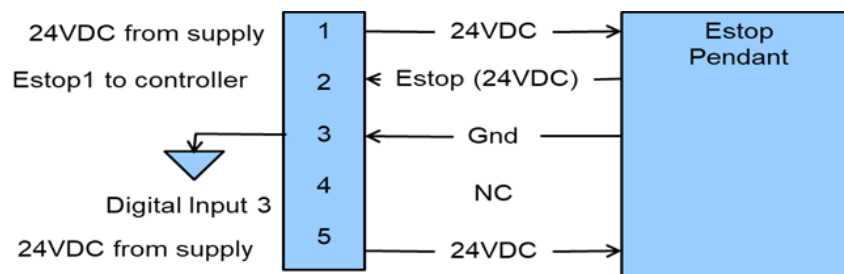 24VDC from supply
1
24VDC
Estop
Pendant
Estop1 to controller
2
Estop (24VDC)
3
Gnd
4
NC
Digital Input 3
24VDC from supply
5
24VDC